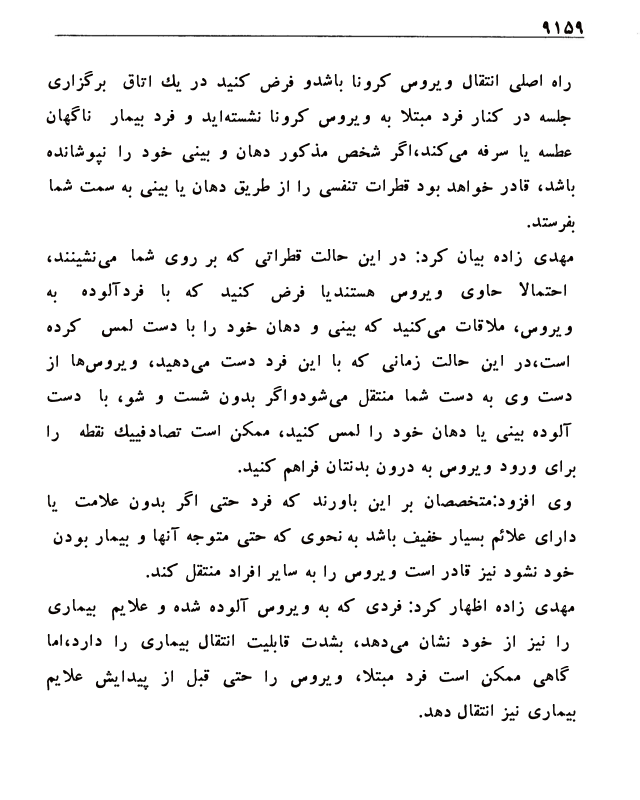 ۹۱۵۹
راه اصلی انتقال ویروس کرونا باشدو فرض کنید در یك اتاق برگزاری
جلسه در کنار فرد مبتلا به ویروس کرونا نشسته‌اید و فرد بیمار ناگهان
عطسه یا سرفه می‌کند،اگر شخص مذکور دهان و بینی خود را نپوشانده
باشد، قادر خواهد بود قطرات تنفسی را از طریق دهان یا بینی به سمت شما
بفرستد.
مهدی زاده بیان کرد: در این حالت قطراتی که بر روی شما می‌نشینند،
احتمالا حاوی ویروس هستندیا فرض کنید که با فردآلوده به
ویروس، ملاقات می‌کنید که بینی و دهان خود را با دست لمس کرده
است،در این حالت زمانی که با این فرد دست می‌دهید، ویروس‌ها از
دست وی به دست شما منتقل می‌شودواگر بدون شست و شو، با دست
آلوده بینی یا دهان خود را لمس کنید، ممکن است تصادفییك نقطه را
برای ورود ویروس به درون بدنتان فراهم کنید.
وی افزود:متخصصان بر این باورند که فرد حتی اگر بدون علامت یا
دارای علائم بسیار خفیف باشد به نحوی که حتی متوجه آنها و بیمار بودن
خود نشود نیز قادر است ویروس را به سایر افراد منتقل کند.
مهدی زاده اظهار کرد: فردی که به ویروس آلوده شده و علایم بیماری
را نیز از خود نشان می‌دهد، بشدت قابلیت انتقال بیماری را دارد،اما
گاهی ممکن است فرد مبتلا، ویروس را حتی قبل از پیدایش علایم
بیماری نیز انتقال دهد.